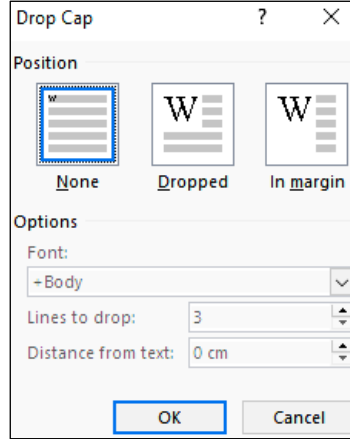 Drop Cap ? ×
Position
W W W
None Dropped In margin
Options
Font:
+Body
Lines to drop: 3
Distance from text: 0 cm
OK Cancel